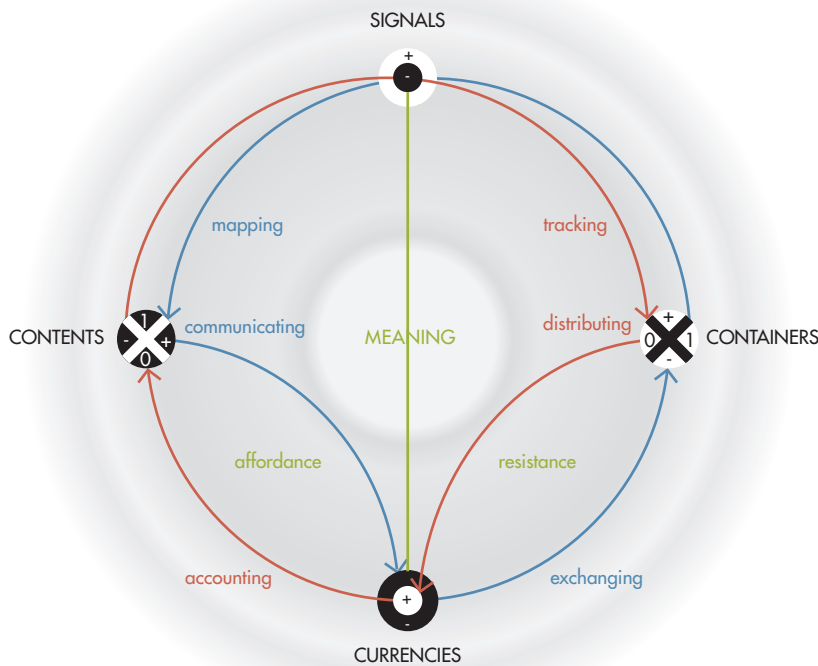 SIGNALS
+
-
mapping
tracking
CONTENTS
1
- +
0
communicating
MEANING
distributing
+
0 1
-
CONTAINERS
affordance
resistance
accounting
exchanging
+
-
CURRENCIES